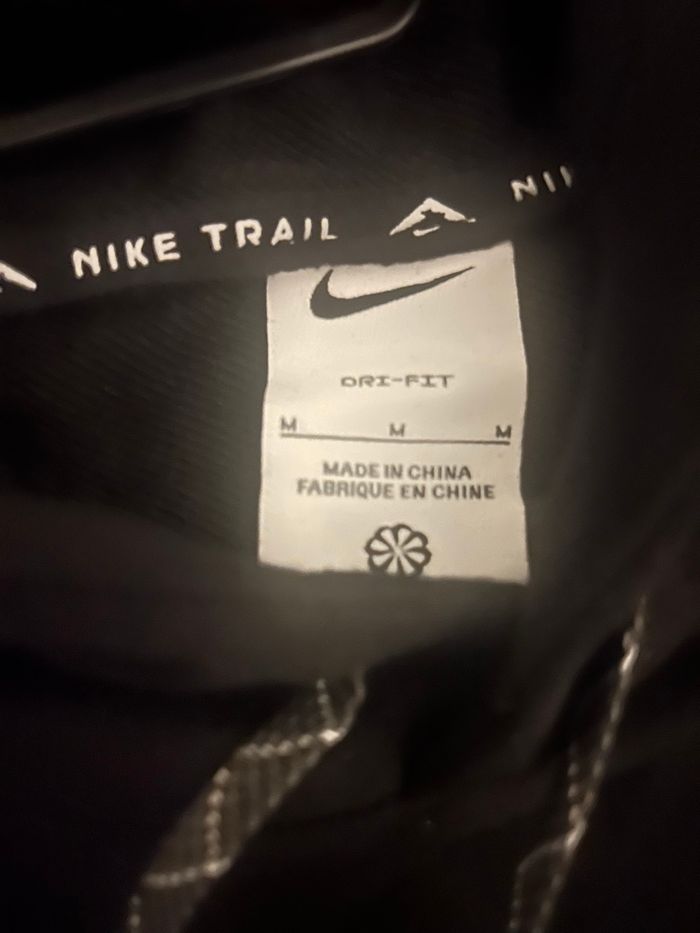 NIKE TRAIL
DRI-FIT
M M M
MADE IN CHINA
FABRIQUE EN CHINE